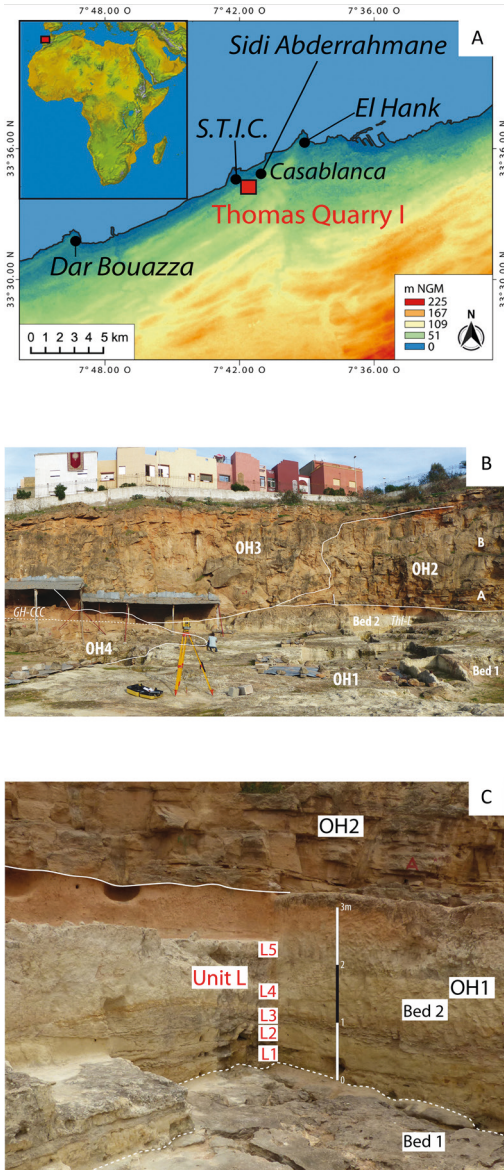 7°48.00 O
7°42.00 O
7°36.00 O
A
Sidi Abderrahmane
El Hank
S.T.I.C.
Casablanca
Thomas Quarry I
Dar Bouazza
33°36.00 N
33°30.00 N
33°36.00 N
33°30.00 N
m NGM
225
167
109
51
0
N
0 1 2 3 4 5 km
7°48.00 O
7°42.00 O
7°36.00 O
B
OH3
B
OH2
A
GH-CCC
Bed 2 ThI-L
OH4
Bed 1
OH1
C
OH2
A
3m
L5
Unit L
2
L4
OH1
L3
Bed 2
1
L2
L1
0
Bed 1